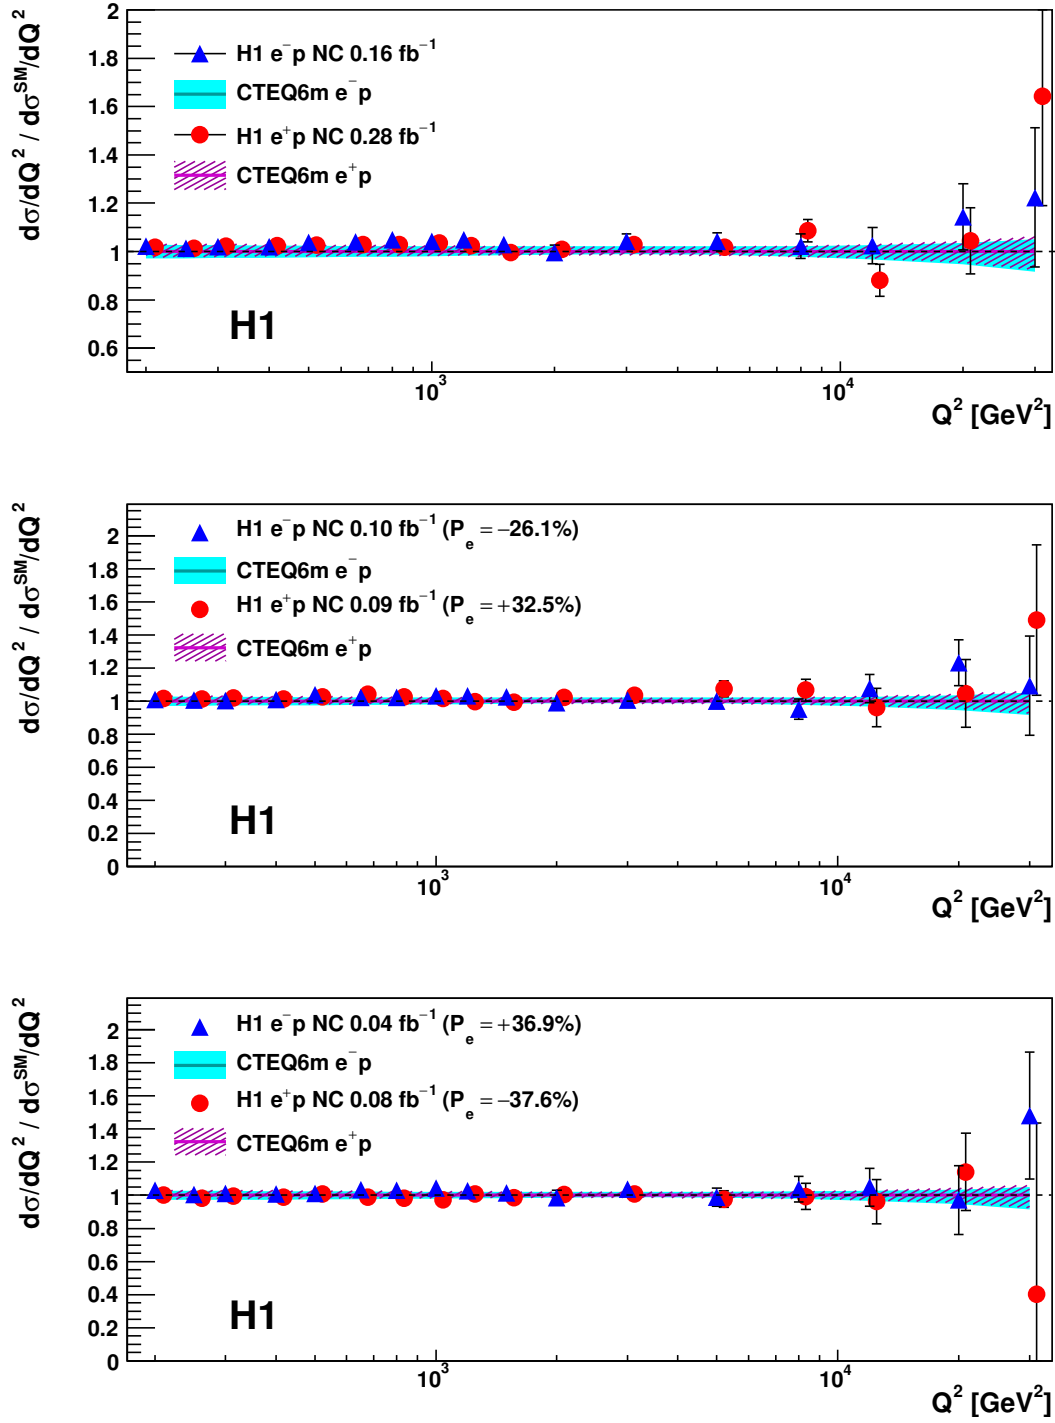 dσ/dQ² / dσ^SM/dQ²
2
1.8
1.6
1.4
1.2
1
0.8
0.6
H1 e⁻p NC 0.16 fb⁻¹
CTEQ6m e⁻p
H1 e⁺p NC 0.28 fb⁻¹
CTEQ6m e⁺p
H1
10³
10⁴
Q² [GeV²]
dσ/dQ² / dσ^SM/dQ²
2
1.8
1.6
1.4
1.2
1
0.8
0.6
0.4
0.2
0
H1 e⁻p NC 0.10 fb⁻¹ (Pₑ = −26.1%)
CTEQ6m e⁻p
H1 e⁺p NC 0.09 fb⁻¹ (Pₑ = +32.5%)
CTEQ6m e⁺p
H1
10³
10⁴
Q² [GeV²]
dσ/dQ² / dσ^SM/dQ²
2
1.8
1.6
1.4
1.2
1
0.8
0.6
0.4
0.2
0
H1 e⁻p NC 0.04 fb⁻¹ (Pₑ = +36.9%)
CTEQ6m e⁻p
H1 e⁺p NC 0.08 fb⁻¹ (Pₑ = −37.6%)
CTEQ6m e⁺p
H1
10³
10⁴
Q² [GeV²]